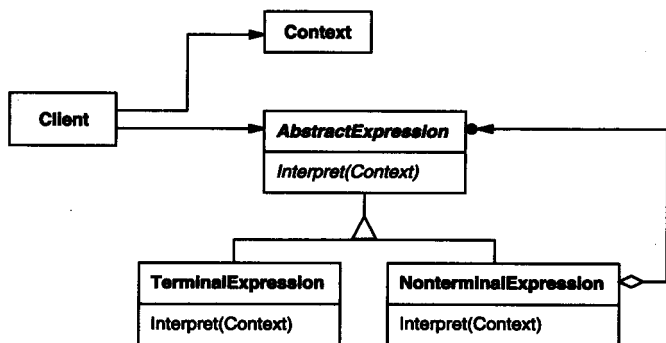 Context
Client
AbstractExpression
Interpret(Context)
TerminalExpression
Interpret(Context)
NonterminalExpression
Interpret(Context)